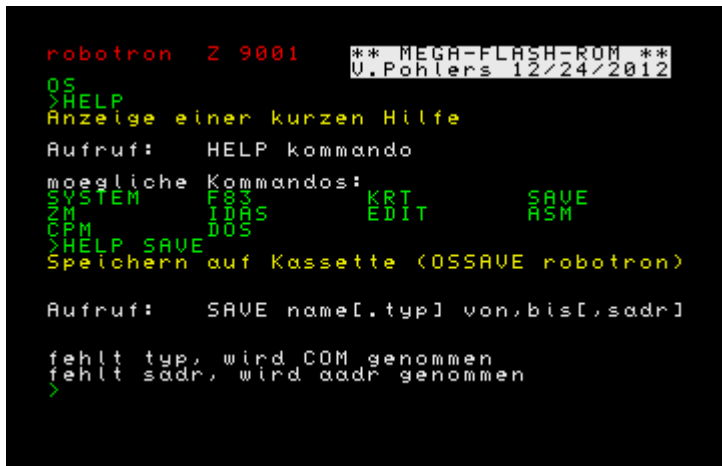 robotron Z 9001 ** MEGA-FLASH-ROM **
V.Pohlers 12/24/2012
OS
>HELP
Anzeige einer kurzen Hilfe
Aufruf: HELP kommando
moegliche Kommandos:
SYSTEM F83 KRT SAVE
ZM IDAS EDIT ASM
CPM DOS
>HELP SAVE
Speichern auf Kassette (OSSAVE robotron)
Aufruf: SAVE name[.typ] von,bis[,sadr]
fehlt typ, wird COM genommen
fehlt sadr, wird aadr genommen
>